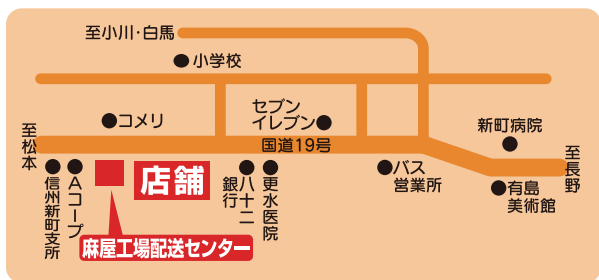 至小川・白馬
小学校
コメリ
セブン
イレブン
新町病院
至松本
国道19号
至長野
信州新町支所
Aコープ
店舗
八十二
銀行
更水医院
バス
営業所
有島
美術館
麻屋工場配送センター